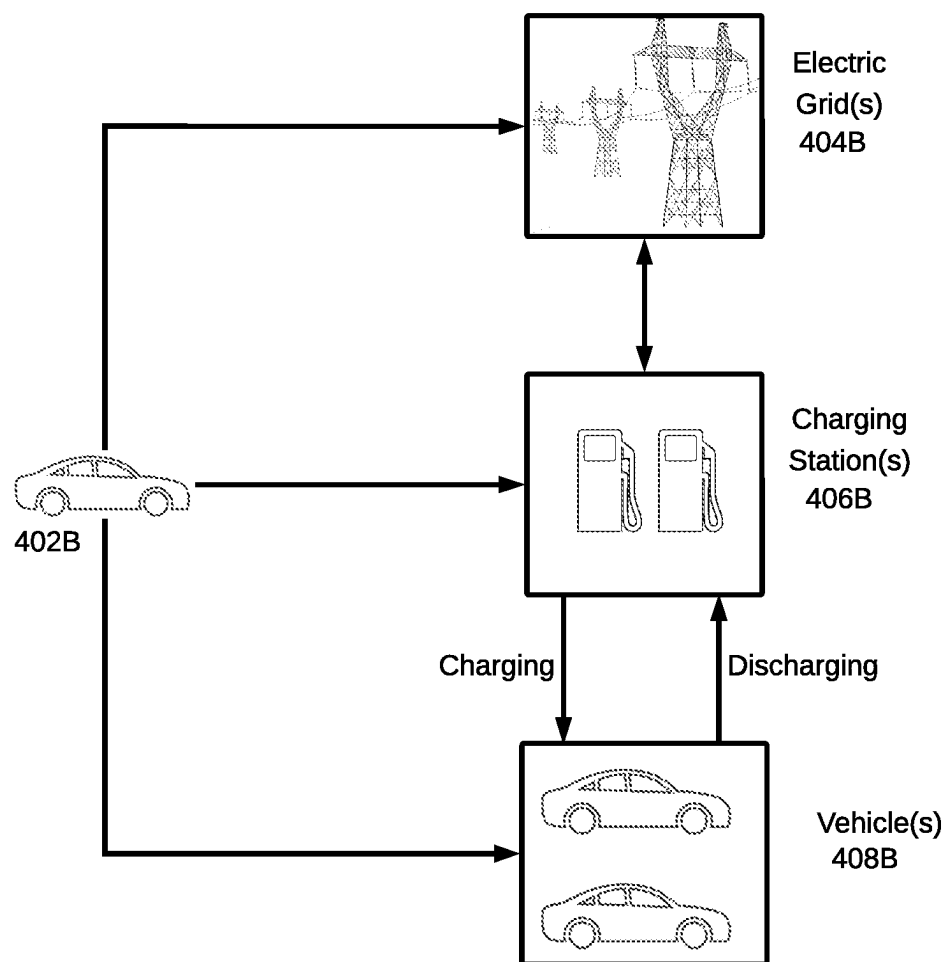 Electric
Grid(s)
404B
Charging
Station(s)
406B
402B
Charging
Discharging
Vehicle(s)
408B